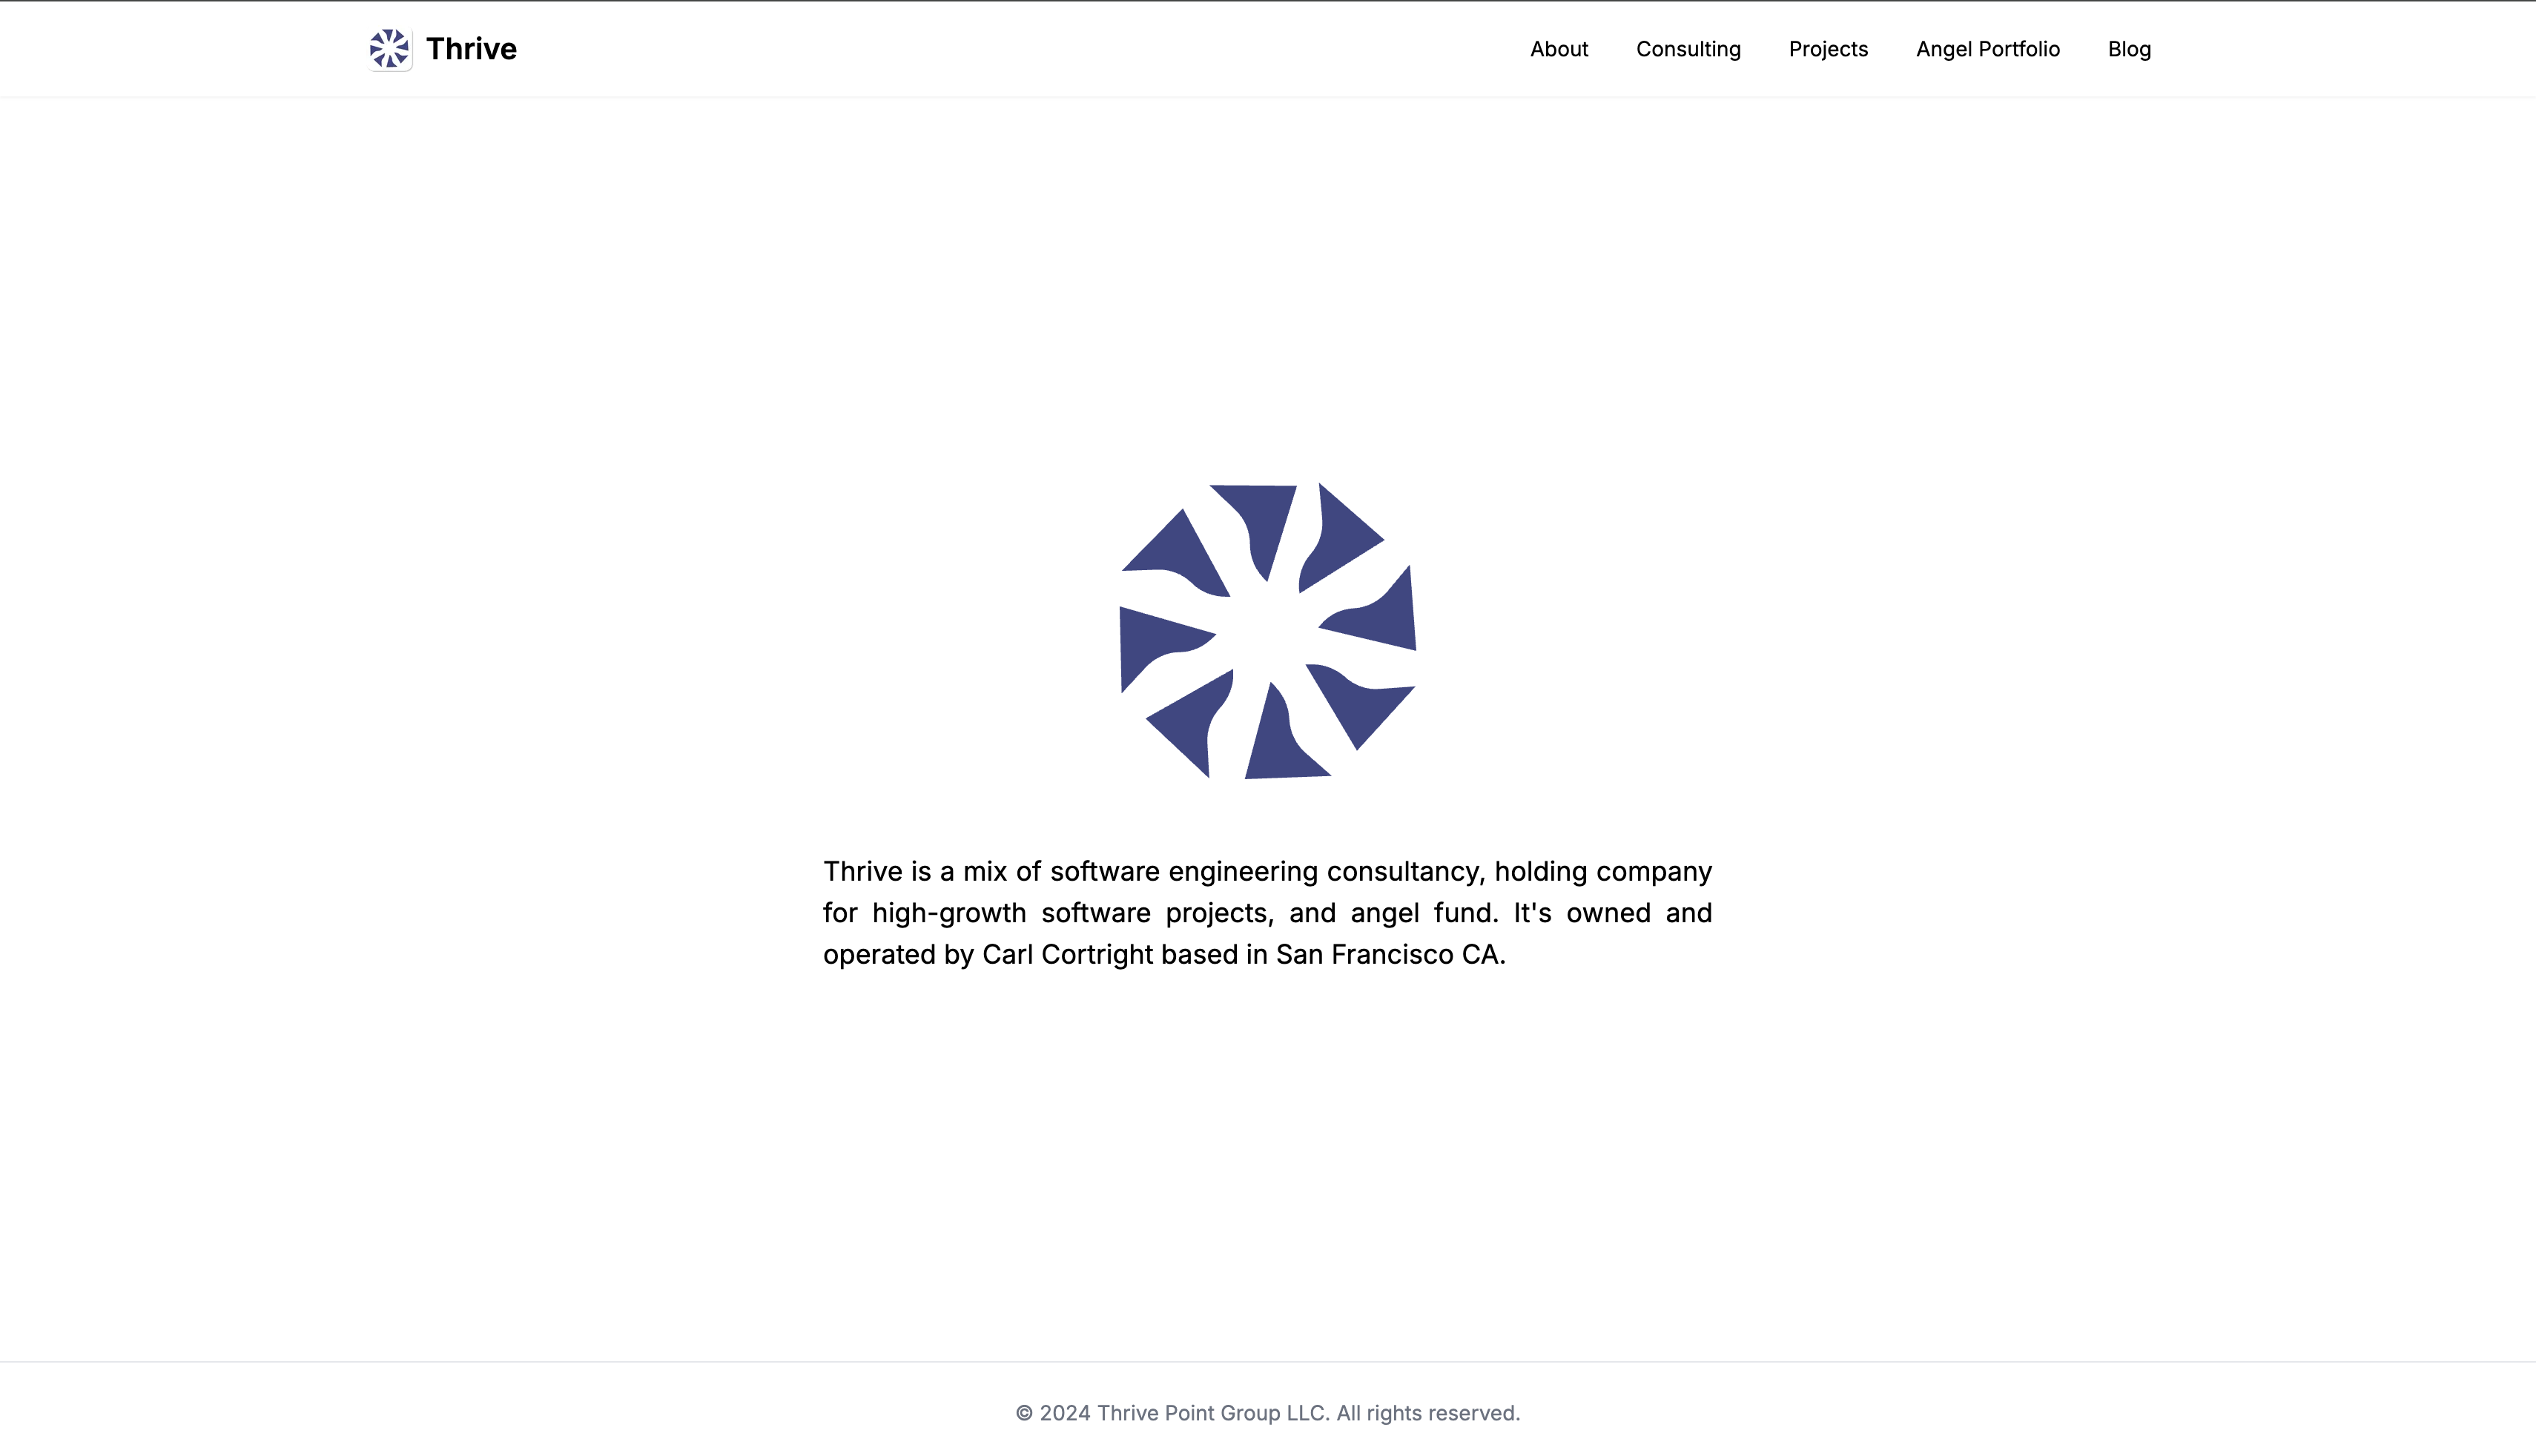 Thrive
About
Consulting
Projects
Angel Portfolio
Blog
Thrive is a mix of software engineering consultancy, holding company
for high-growth software projects, and angel fund. It's owned and
operated by Carl Cortright based in San Francisco CA.
© 2024 Thrive Point Group LLC. All rights reserved.